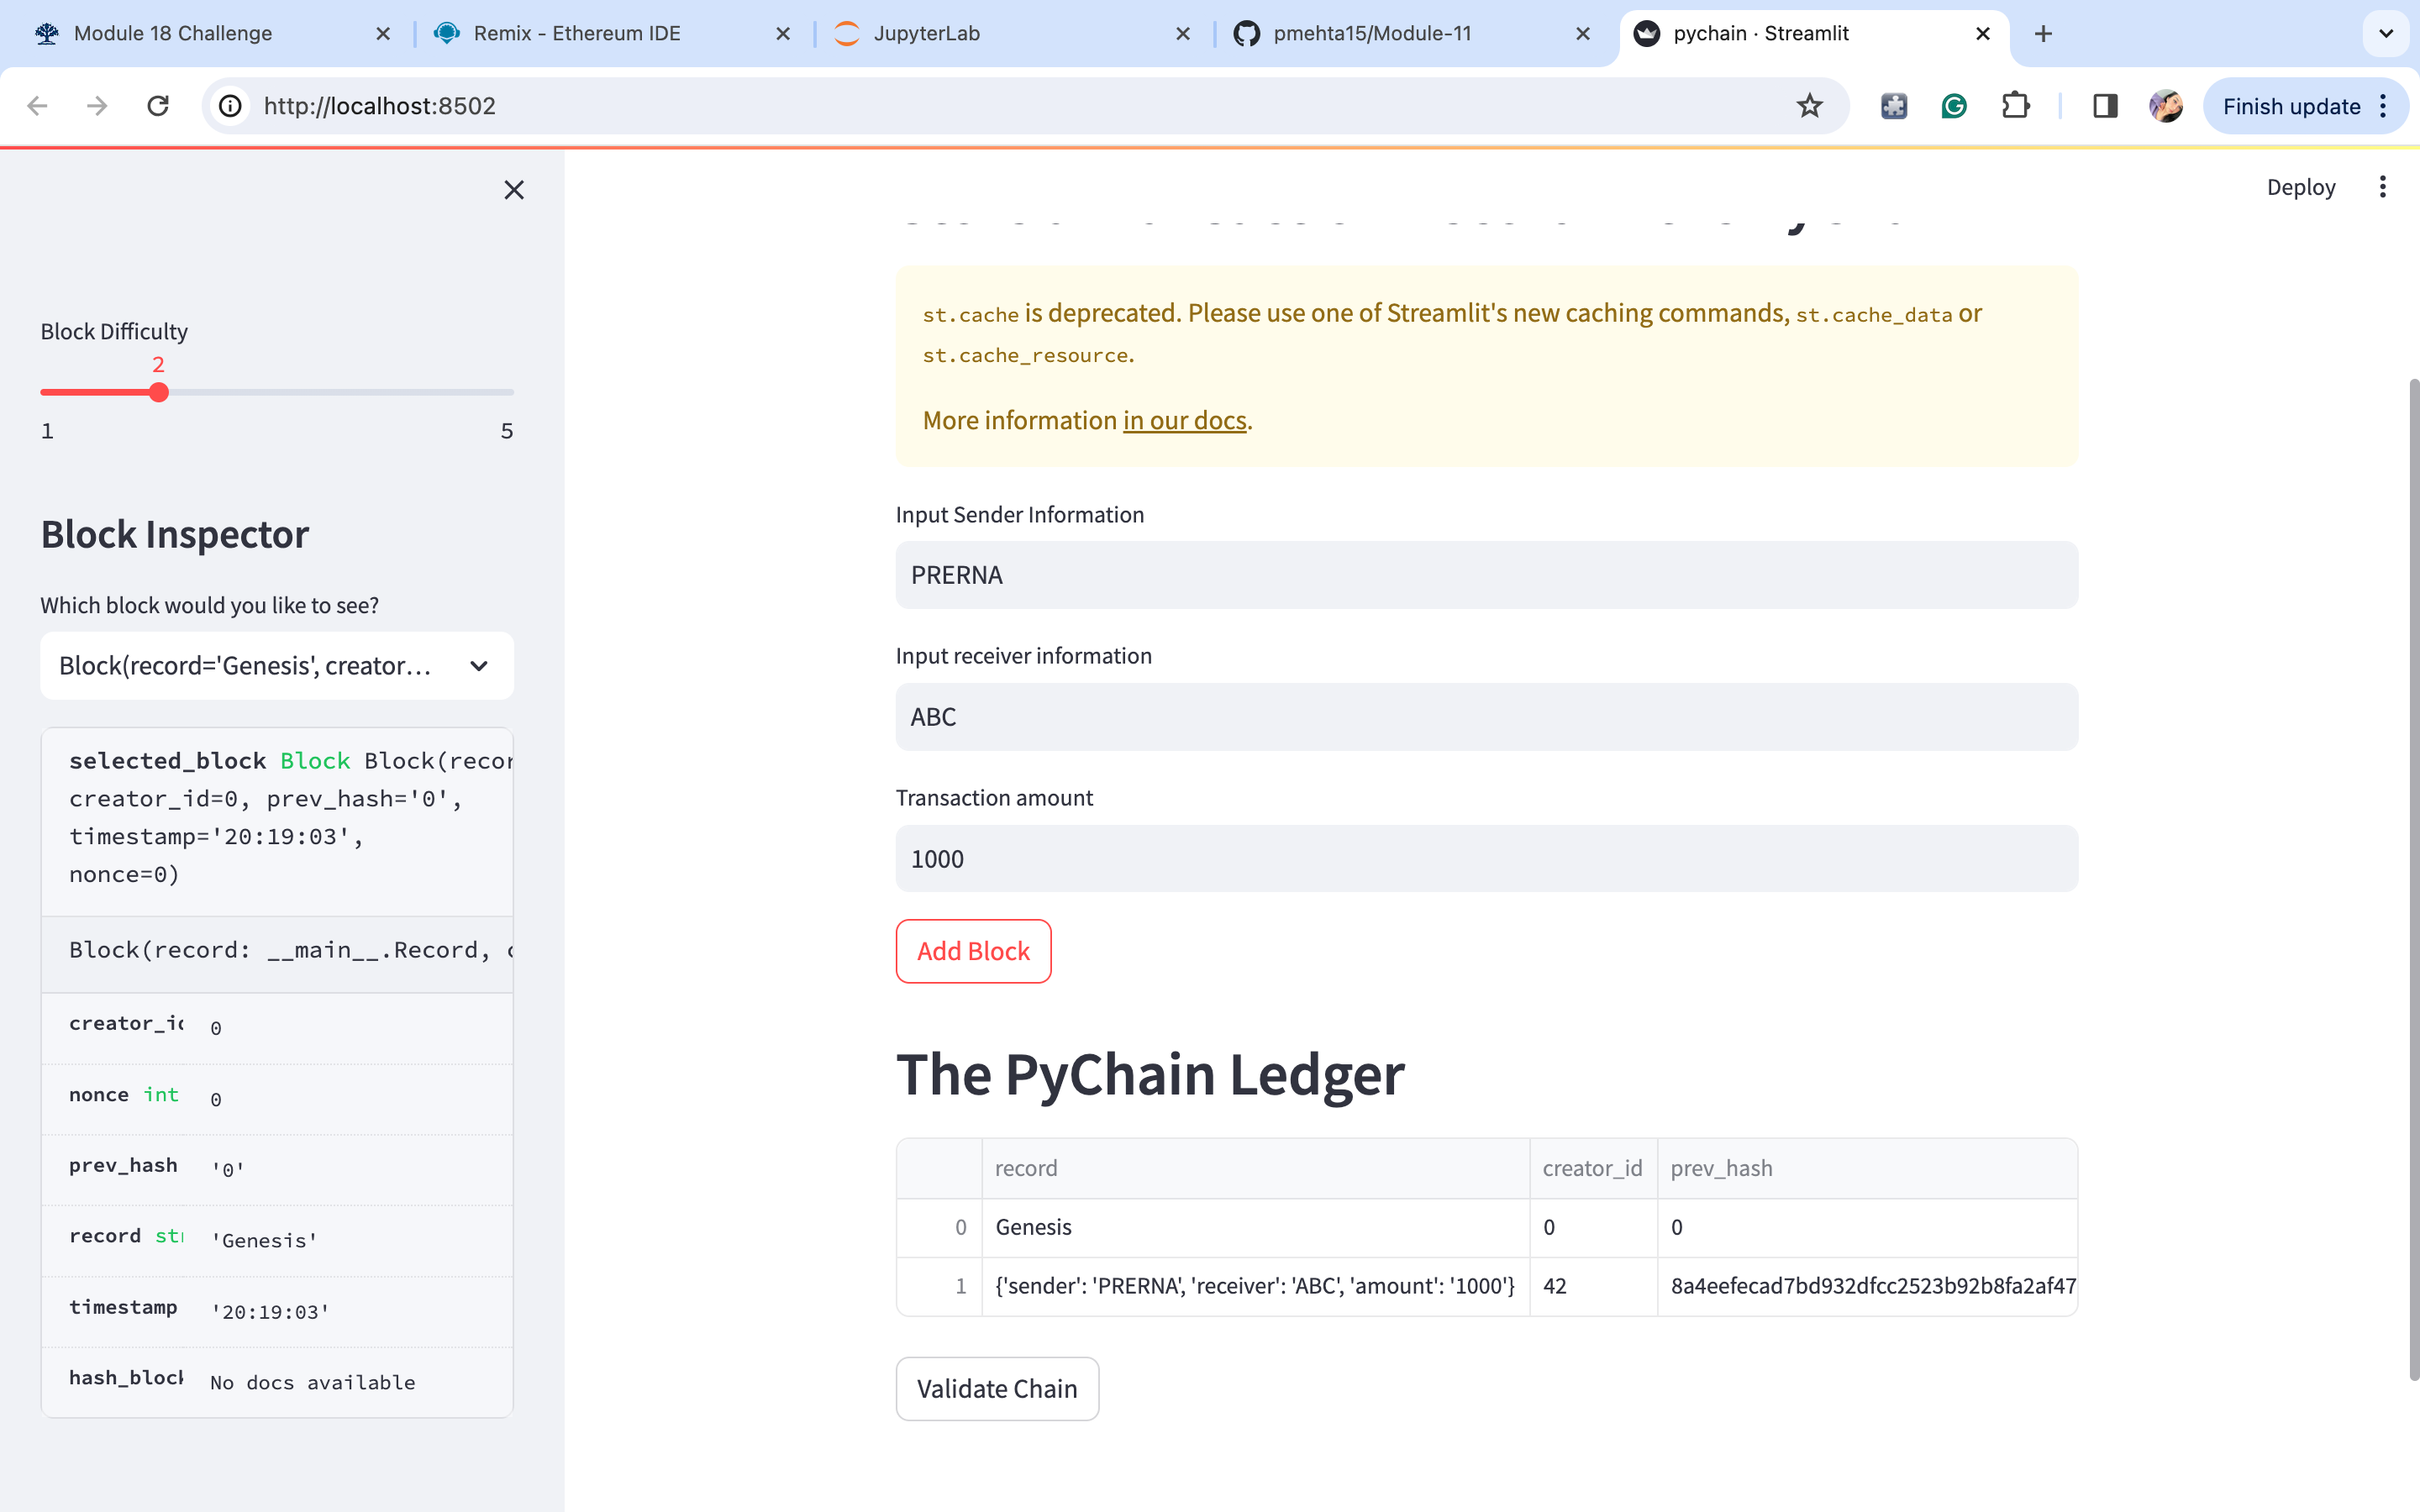 Module 18 Challenge
Remix - Ethereum IDE
JupyterLab
pmehta15/Module-11
pychain · Streamlit
http://localhost:8502
Finish update
Deploy
Block Difficulty
2
1
5
Block Inspector
Which block would you like to see?
Block(record='Genesis', creator...
selected_block Block Block(recor
creator_id=0, prev_hash='0',
timestamp='20:19:03',
nonce=0)
Block(record: __main__.Record, c
creator_id 0
nonce int 0
prev_hash '0'
record str 'Genesis'
timestamp '20:19:03'
hash_block No docs available
st.cache is deprecated. Please use one of Streamlit's new caching commands, st.cache_data or
st.cache_resource.
More information in our docs.
Input Sender Information
PRERNA
Input receiver information
ABC
Transaction amount
1000
Add Block
The PyChain Ledger
record creator_id prev_hash
0 Genesis 0 0
1 {'sender': 'PRERNA', 'receiver': 'ABC', 'amount': '1000'} 42 8a4eefecad7bd932dfcc2523b92b8fa2af47
Validate Chain